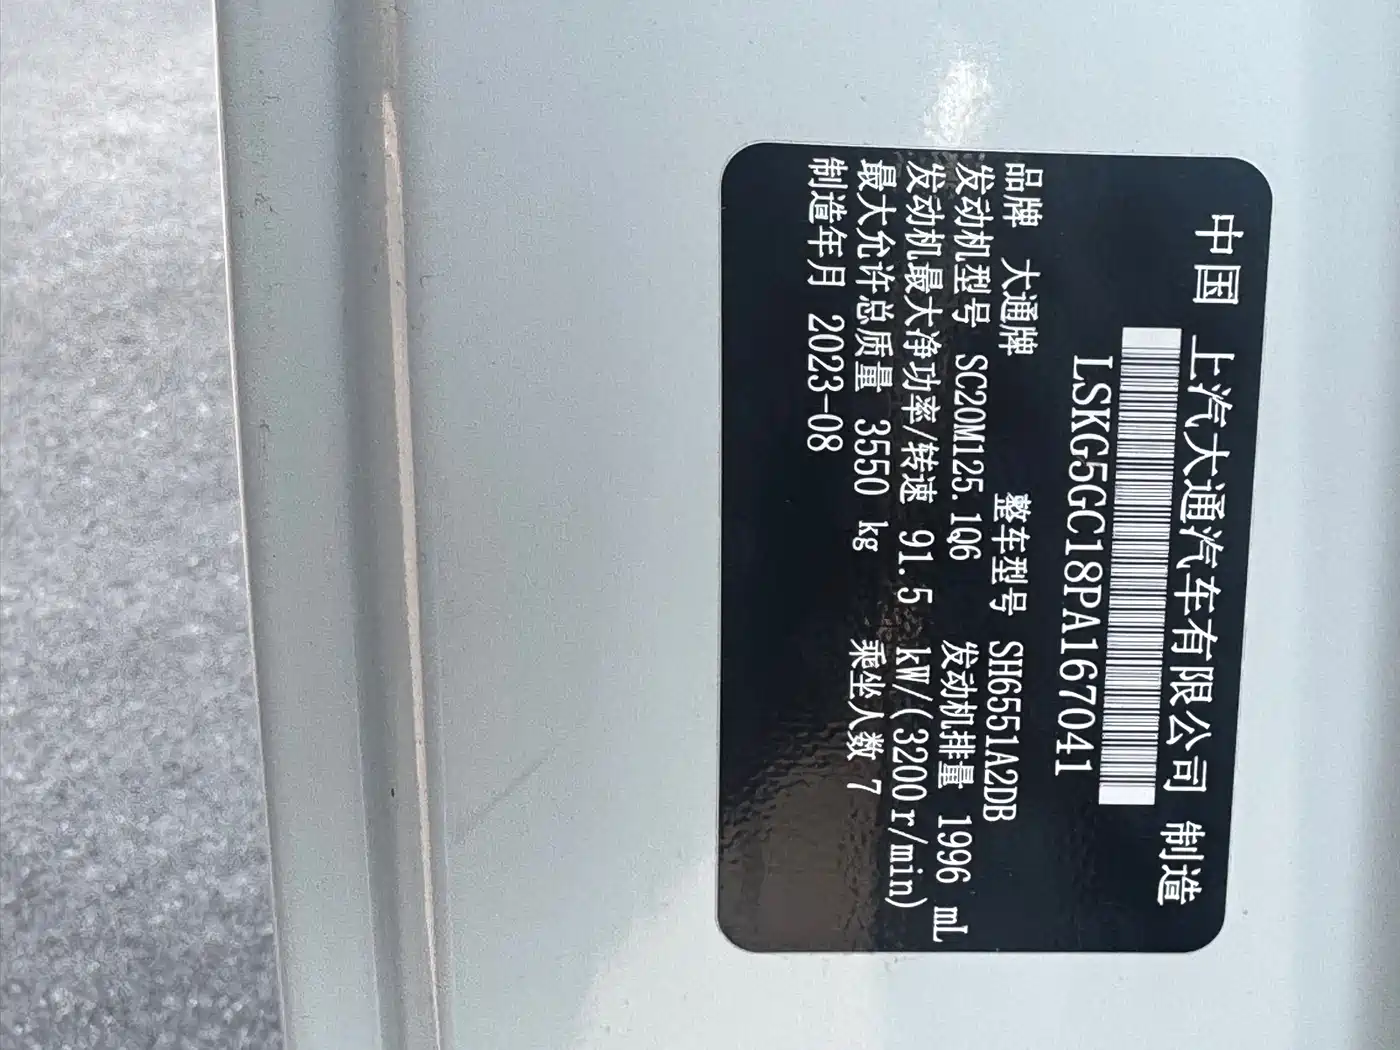 中国 上汽大通汽车有限公司 制造
LSKG5GC18PA167041
品牌 大通牌 整车型号 SH6551A2DB
发动机型号 SC20M125.1Q6 发动机排量 1996 mL
发动机最大净功率/转速 91.5 kW/(3200r/min)
最大允许总质量 3550 kg 乘坐人数 7
制造年月 2023-08